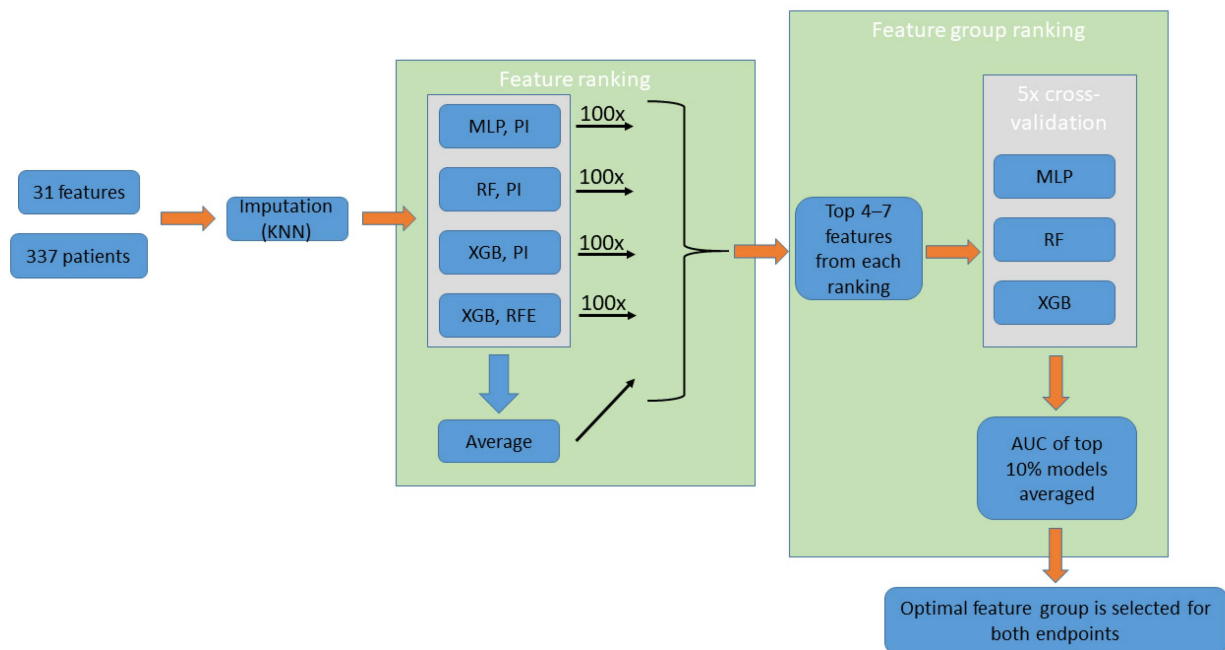 31 features
337 patients
Imputation
(KNN)
Feature ranking
MLP, PI
100x
RF, PI
100x
XGB, PI
100x
XGB, RFE
100x
Average
Feature group ranking
Top 4–7
features
from each
ranking
5x cross-
validation
MLP
RF
XGB
AUC of top
10% models
averaged
Optimal feature group is selected for
both endpoints